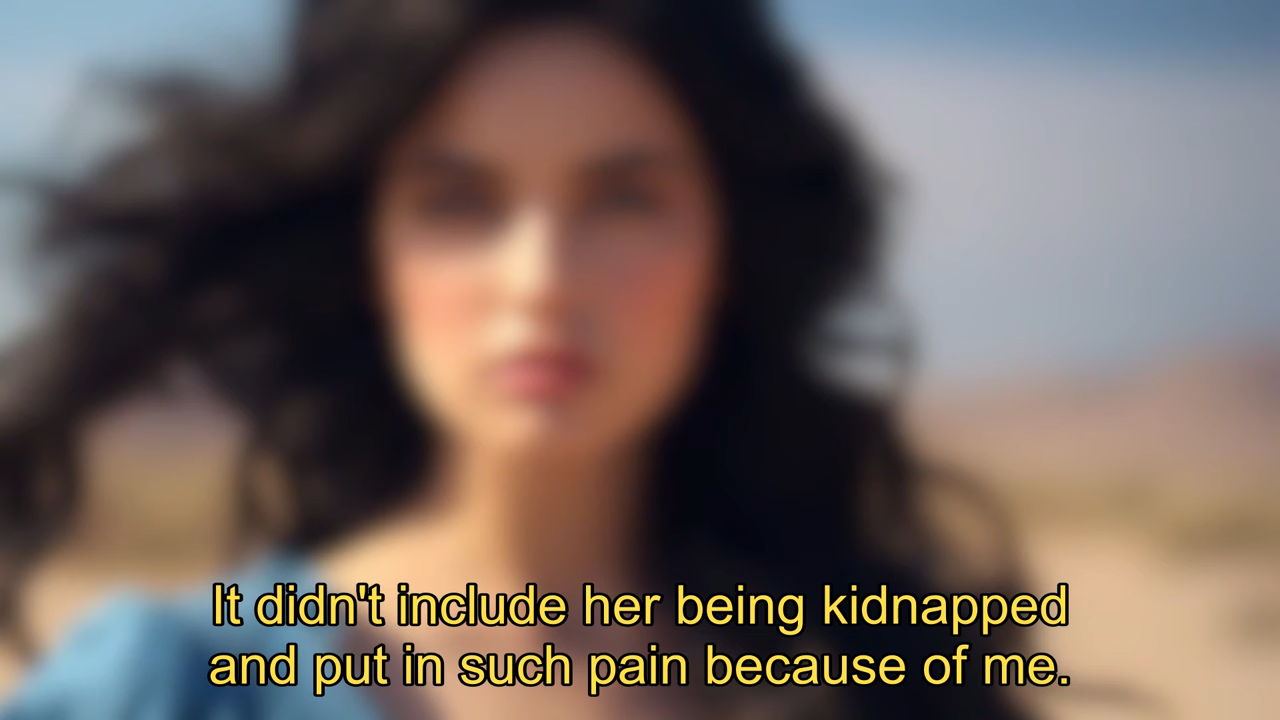 It didn't include her being kidnapped
and put in such pain because of me.